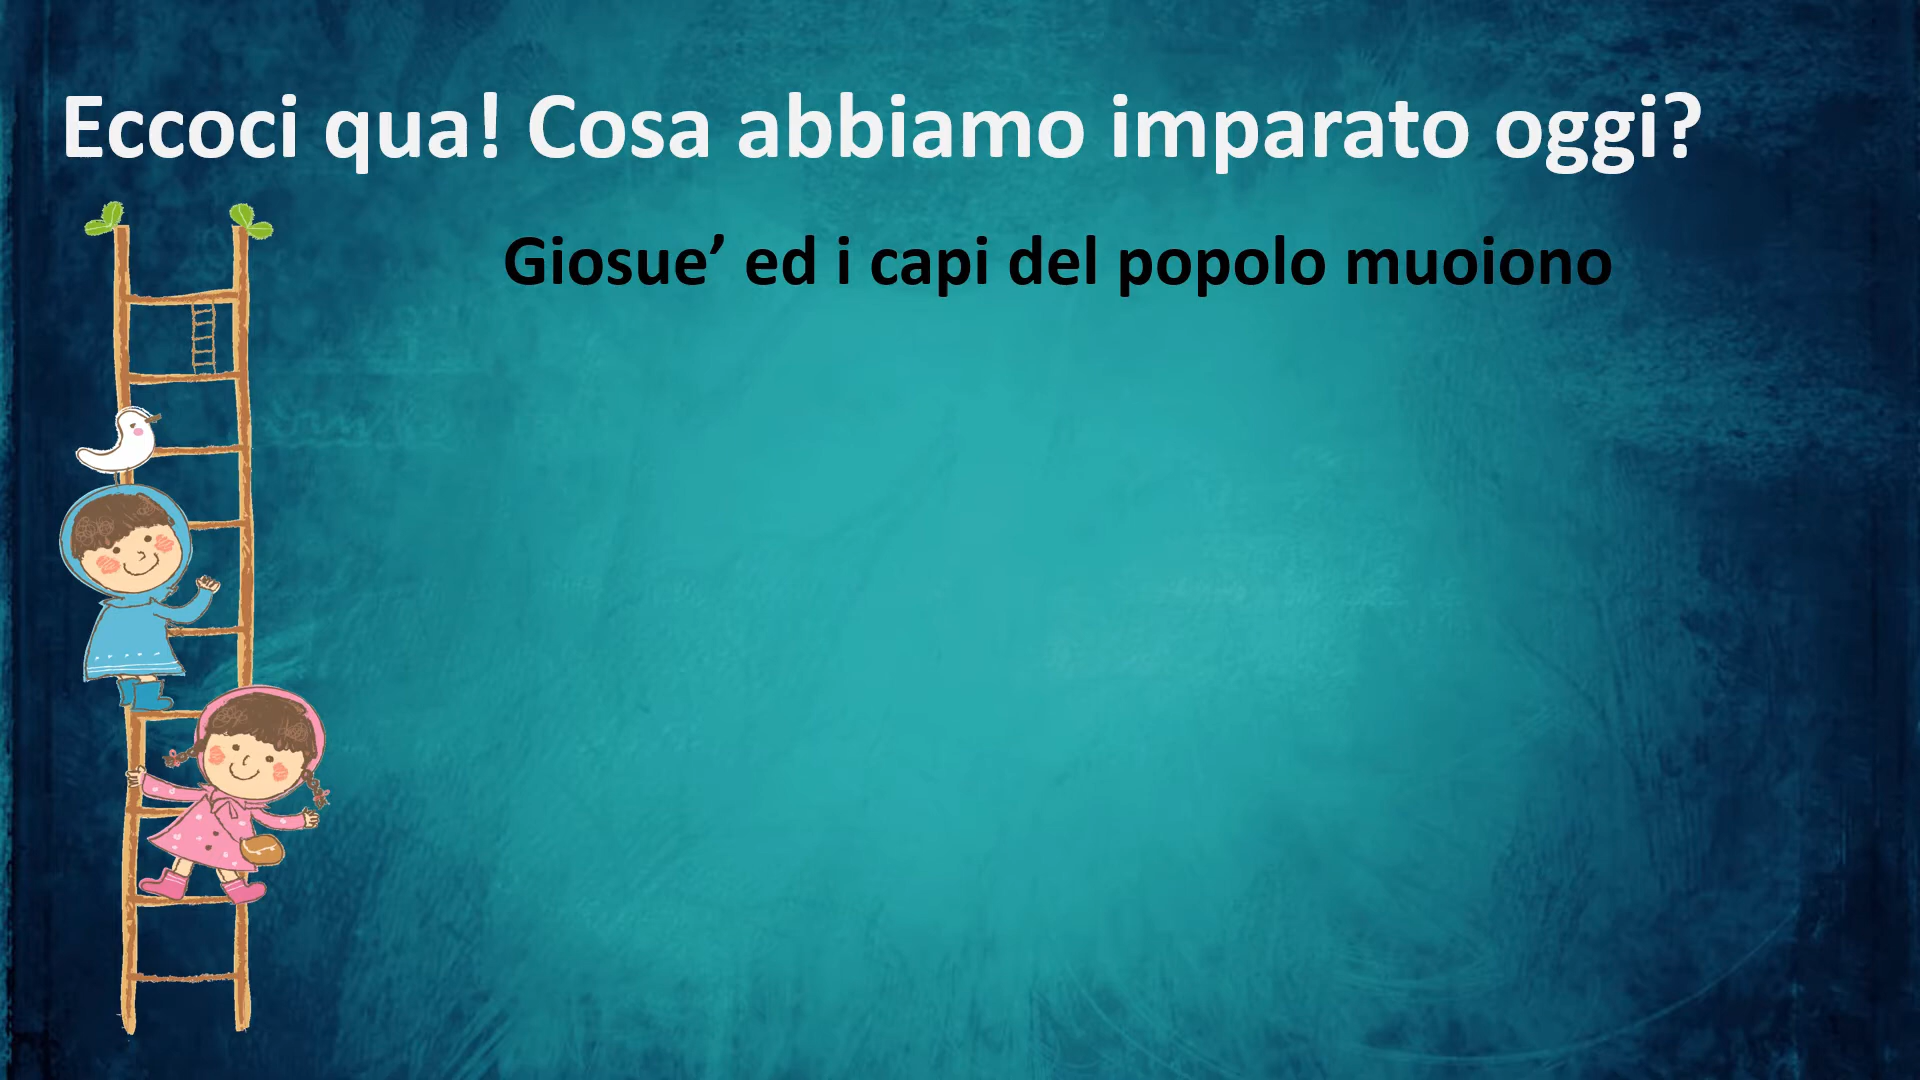 Eccoci qua! Cosa abbiamo imparato oggi?
Giosue’ ed i capi del popolo muoiono